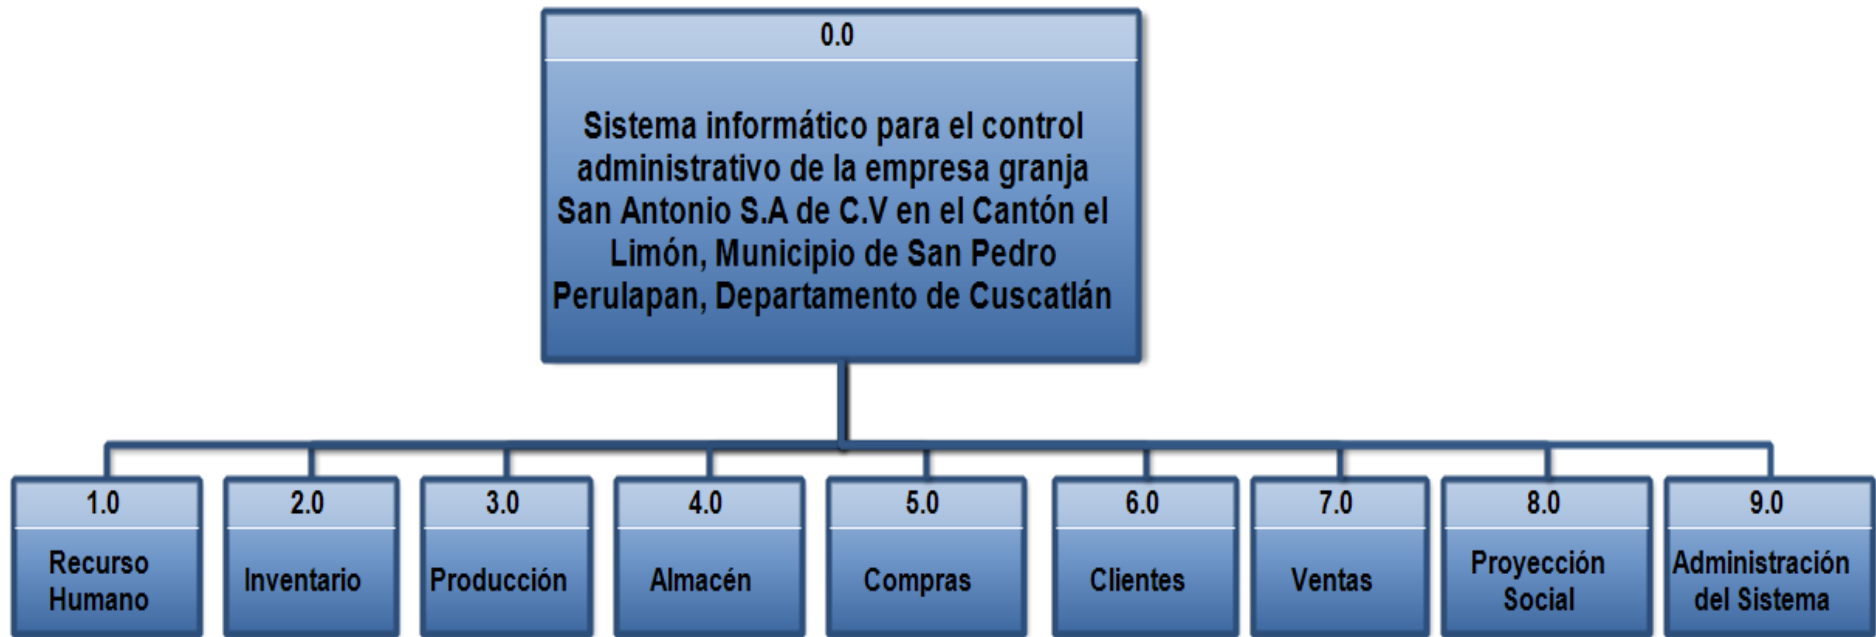 0.0
Sistema informático para el control
administrativo de la empresa granja
San Antonio S.A de C.V en el Cantón el
Limón, Municipio de San Pedro
Perulapan, Departamento de Cuscatlán
1.0
Recurso
Humano
2.0
Inventario
3.0
Producción
4.0
Almacén
5.0
Compras
6.0
Clientes
7.0
Ventas
8.0
Proyección
Social
9.0
Administración
del Sistema